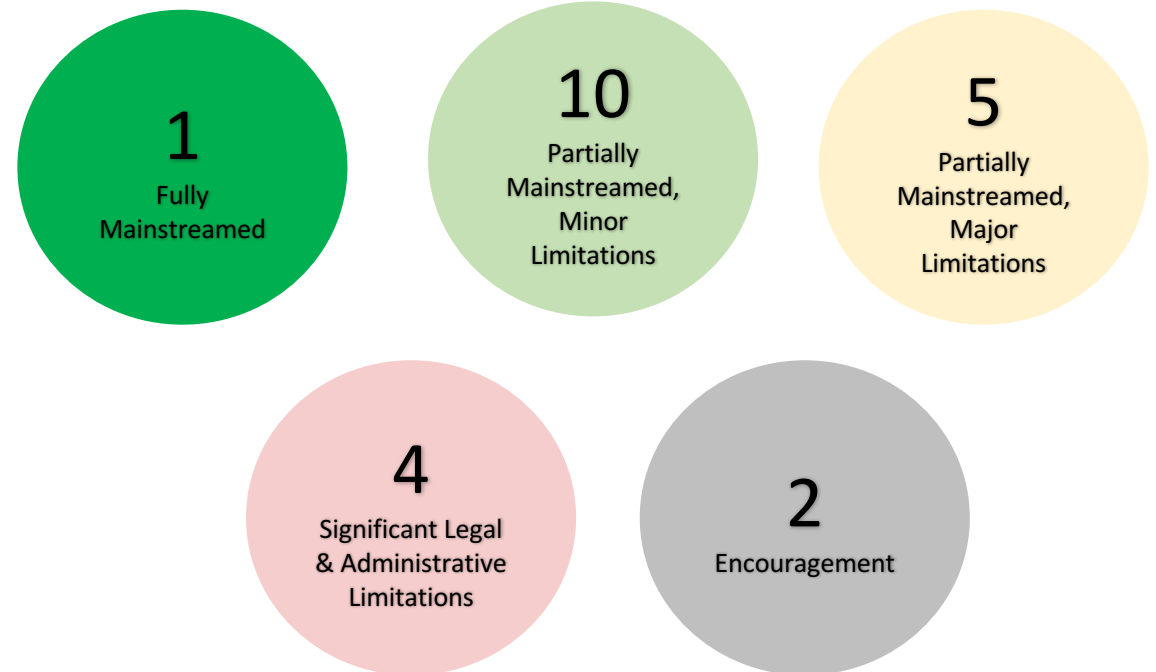 1
Fully
Mainstreamed
10
Partially
Mainstreamed,
Minor
Limitations
5
Partially
Mainstreamed,
Major
Limitations
4
Significant Legal
& Administrative
Limitations
2
Encouragement